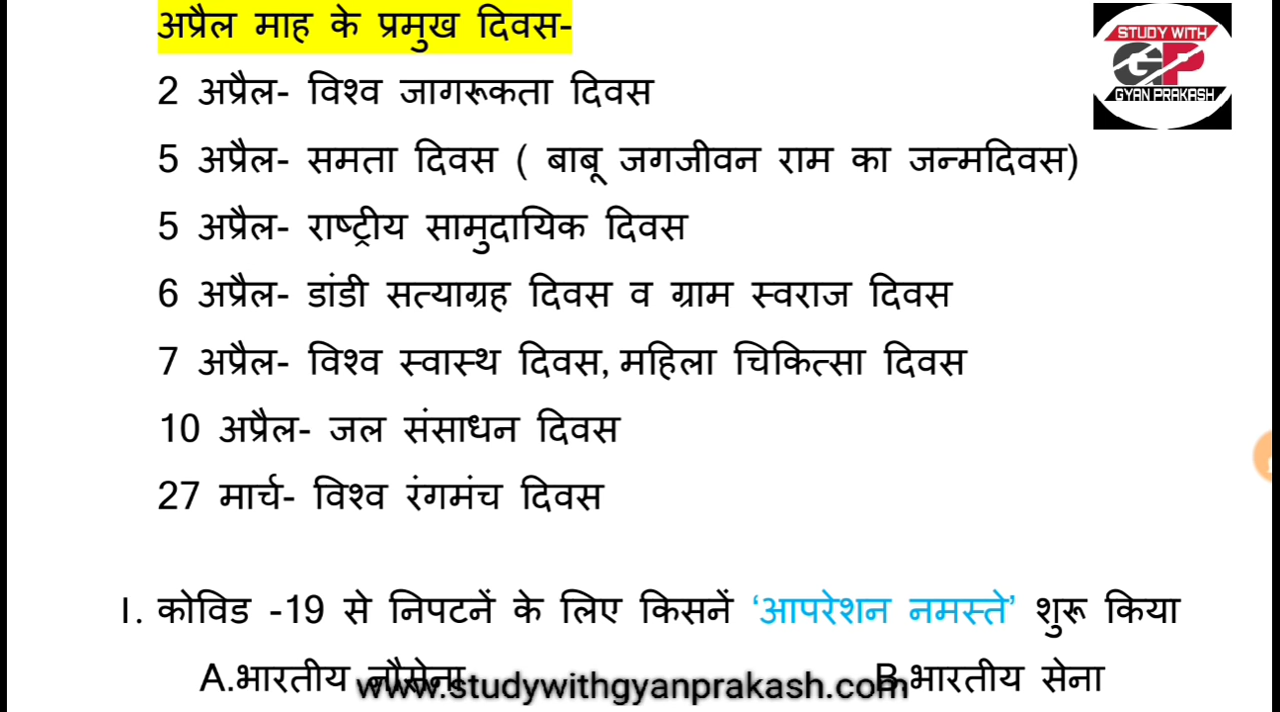 अप्रैल माह के प्रमुख दिवस-
STUDY WITH
GP
GYAN PRAKASH
2 अप्रैल- विश्व जागरूकता दिवस
5 अप्रैल- समता दिवस ( बाबू जगजीवन राम का जन्मदिवस)
5 अप्रैल- राष्ट्रीय सामुदायिक दिवस
6 अप्रैल- डांडी सत्याग्रह दिवस व ग्राम स्वराज दिवस
7 अप्रैल- विश्व स्वास्थ दिवस, महिला चिकित्सा दिवस
10 अप्रैल- जल संसाधन दिवस
27 मार्च- विश्व रंगमंच दिवस
I. कोविड -19 से निपटनें के लिए किसनें ‘आपरेशन नमस्ते’ शुरू किया
A.भारतीय नौसेना B.भारतीय सेना
www.studywithgyanprakash.com